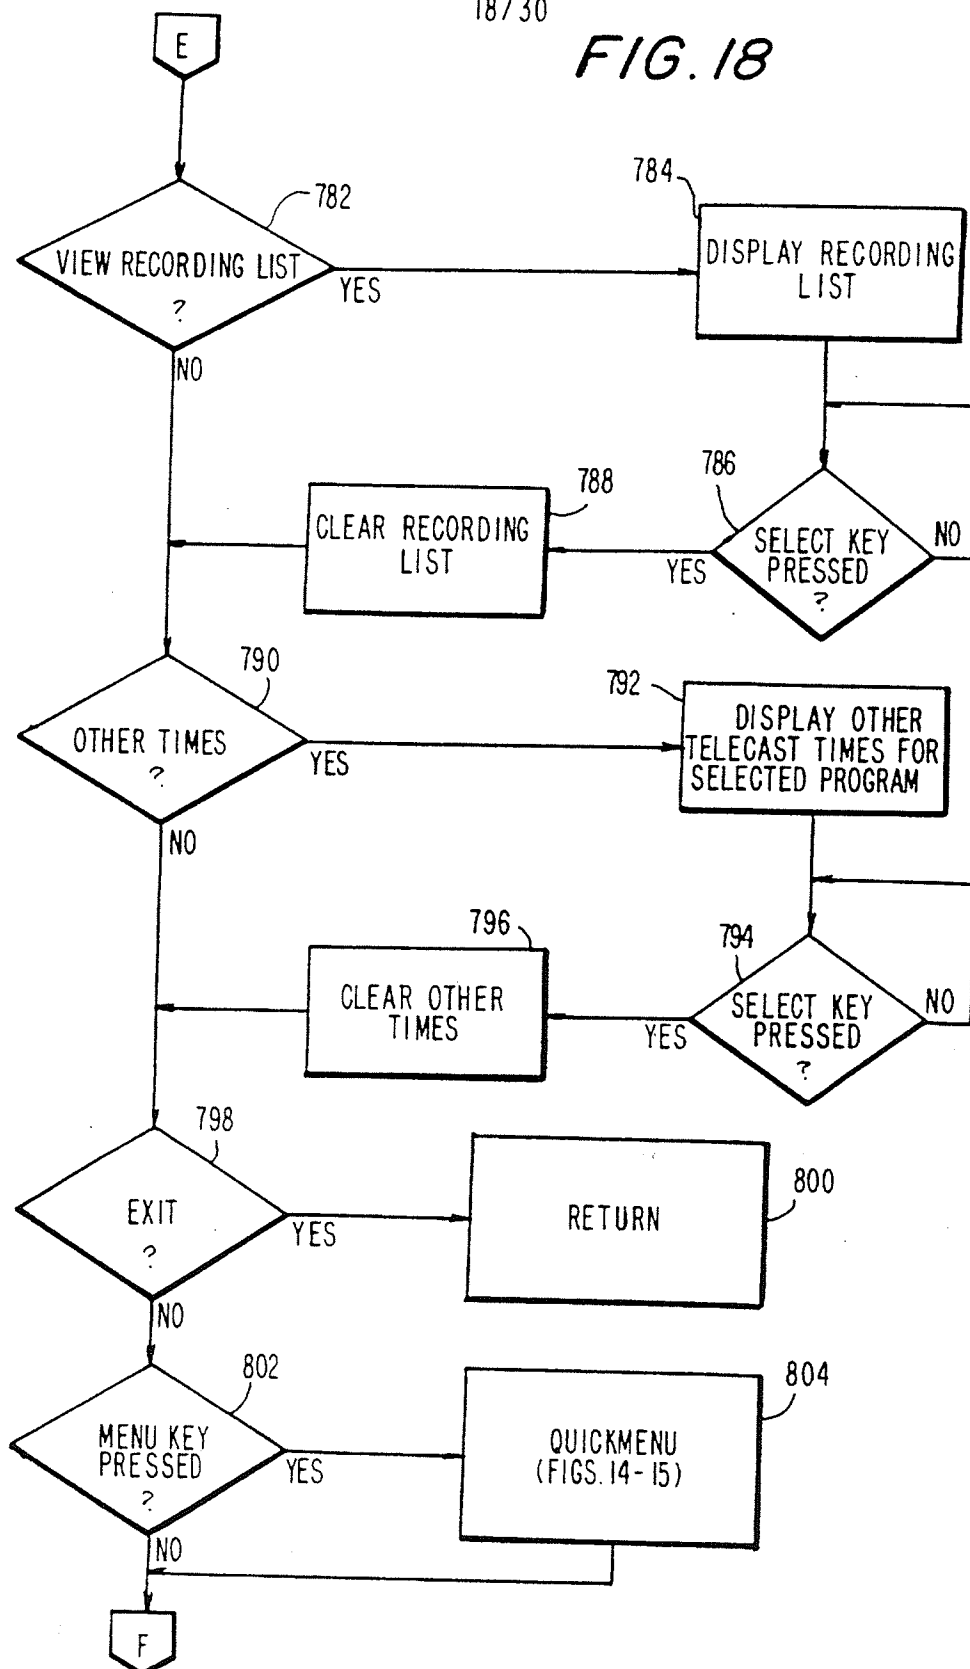 18/30
FIG. 18
E
782
VIEW RECORDING LIST
?
YES
NO
784
DISPLAY RECORDING
LIST
786
SELECT KEY
PRESSED
?
NO
YES
788
CLEAR RECORDING
LIST
790
OTHER TIMES
?
YES
NO
792
DISPLAY OTHER
TELECAST TIMES FOR
SELECTED PROGRAM
794
SELECT KEY
PRESSED
?
NO
YES
796
CLEAR OTHER
TIMES
798
EXIT
?
YES
NO
800
RETURN
802
MENU KEY
PRESSED
?
YES
NO
804
QUICKMENU
(FIGS. 14-15)
F